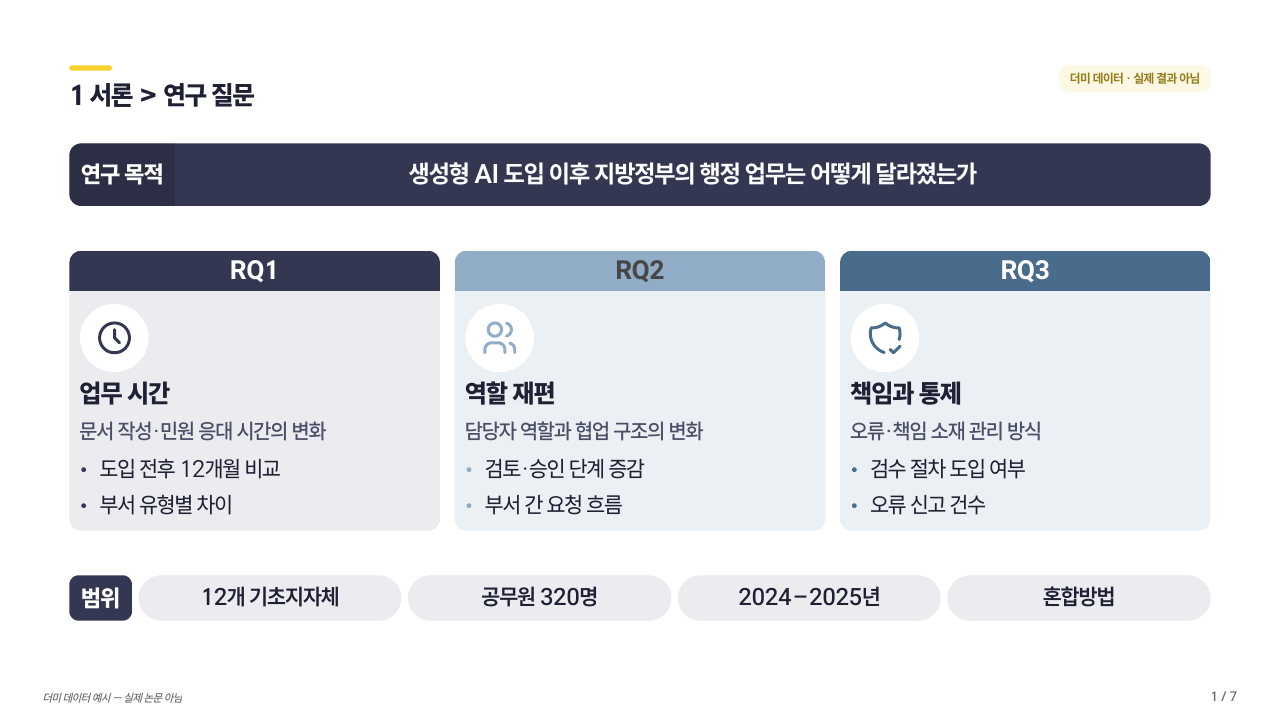 1 서론 > 연구 질문
더미 데이터 · 실제 결과 아님
연구 목적
생성형 AI 도입 이후 지방정부의 행정 업무는 어떻게 달라졌는가
RQ1
업무 시간
문서 작성·민원 응대 시간의 변화
• 도입 전후 12개월 비교
• 부서 유형별 차이
RQ2
역할 재편
담당자 역할과 협업 구조의 변화
• 검토·승인 단계 증감
• 부서 간 요청 흐름
RQ3
책임과 통제
오류·책임 소재 관리 방식
• 검수 절차 도입 여부
• 오류 신고 건수
범위
12개 기초지자체
공무원 320명
2024–2025년
혼합방법
더미 데이터 예시 — 실제 논문 아님
1 / 7